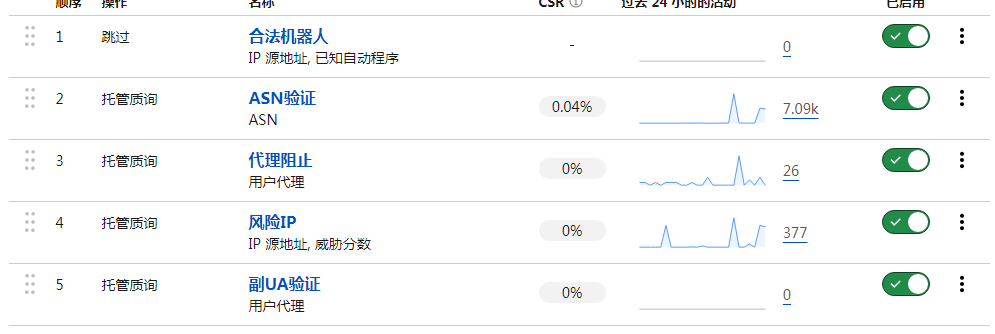 顺序 操作 名称 CSR ⓘ 过去 24 小时的活动 已启用
1 跳过 合法机器人 - 0
IP 源地址, 已知自动程序
2 托管质询 ASN验证 0.04% 7.09k
ASN
3 托管质询 代理阻止 0% 26
用户代理
4 托管质询 风险IP 0% 377
IP 源地址, 威胁分数
5 托管质询 副UA验证 0% 0
用户代理